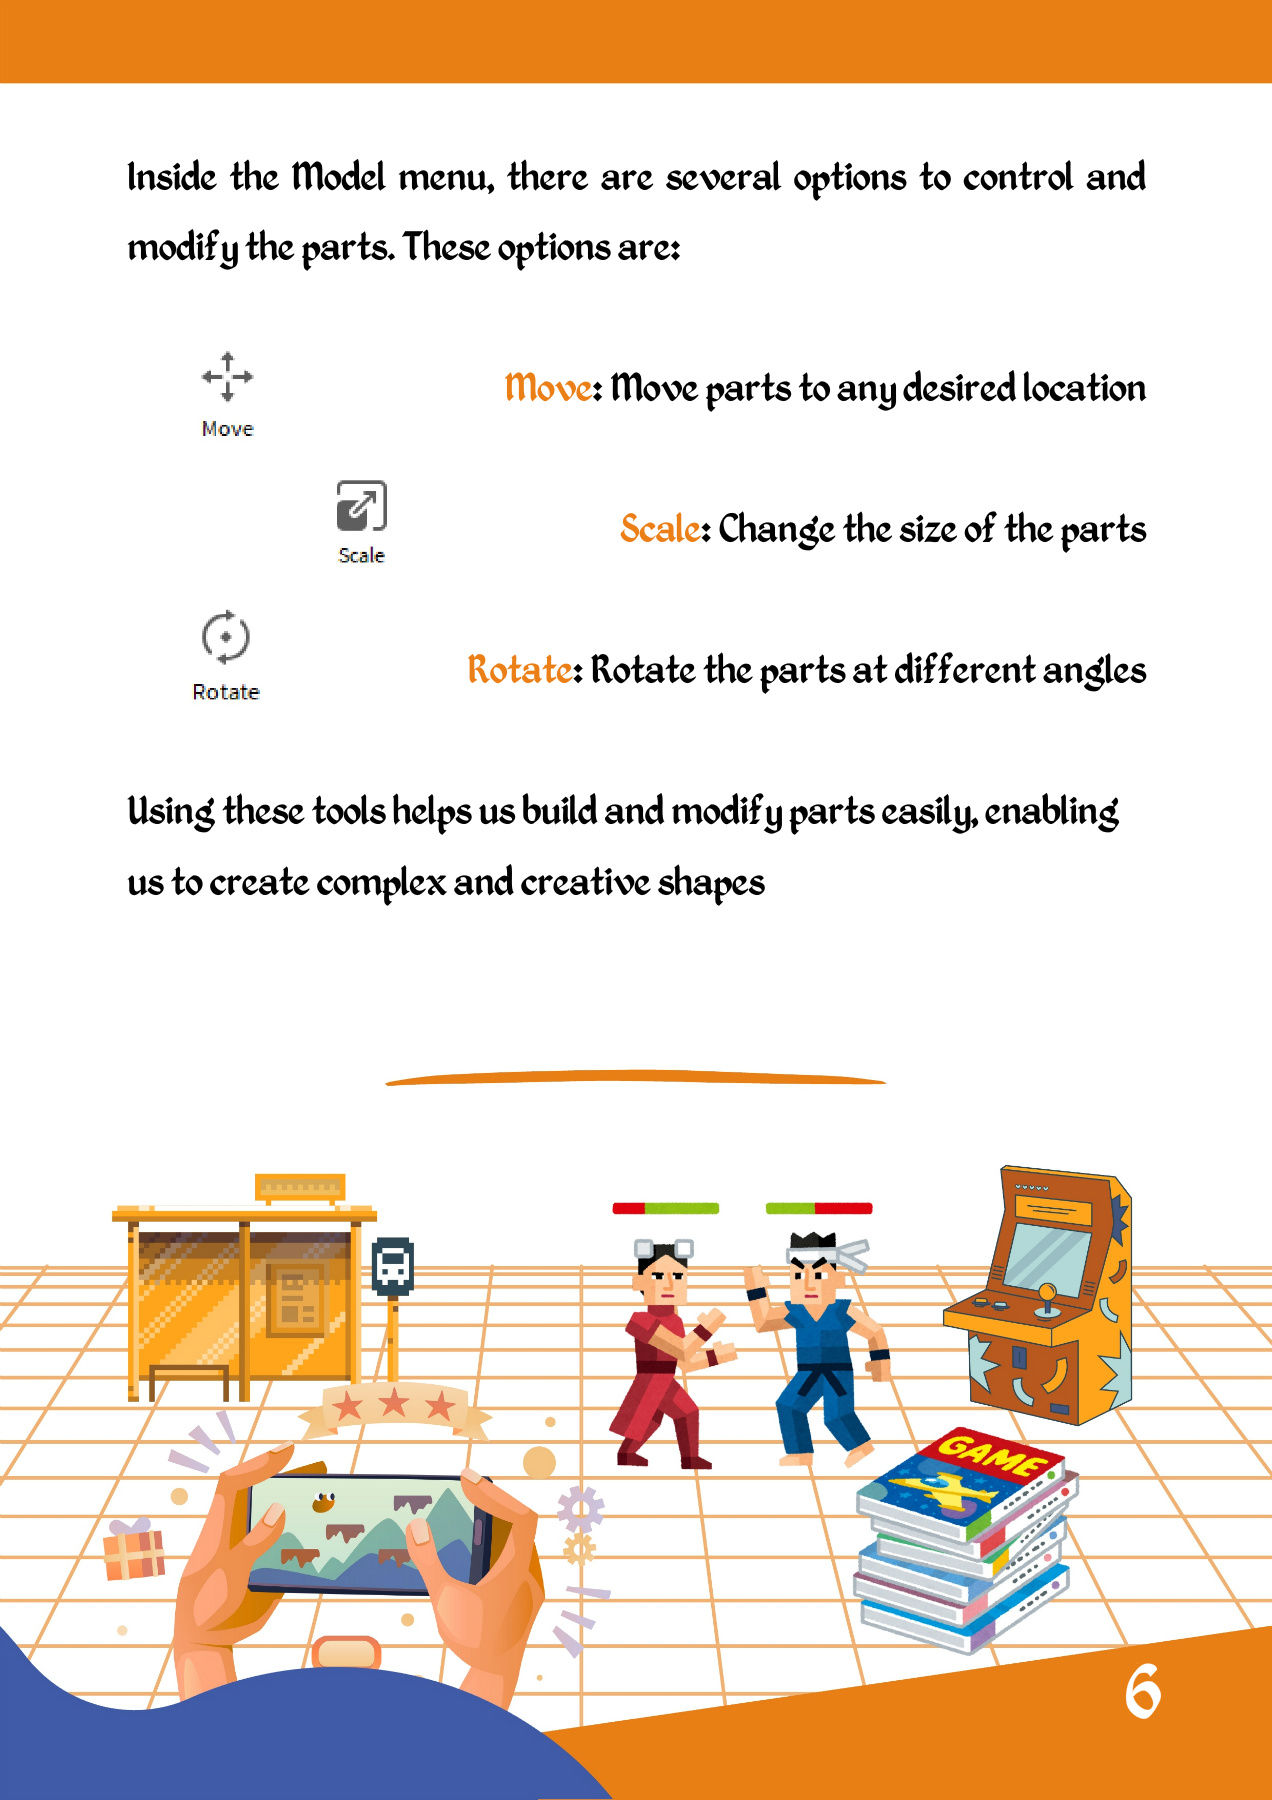 Inside the Model menu, there are several options to control and
modify the parts. These options are:
Move
Move: Move parts to any desired location
Scale
Scale: Change the size of the parts
Rotate
Rotate: Rotate the parts at different angles
Using these tools helps us build and modify parts easily, enabling
us to create complex and creative shapes
GAME
6